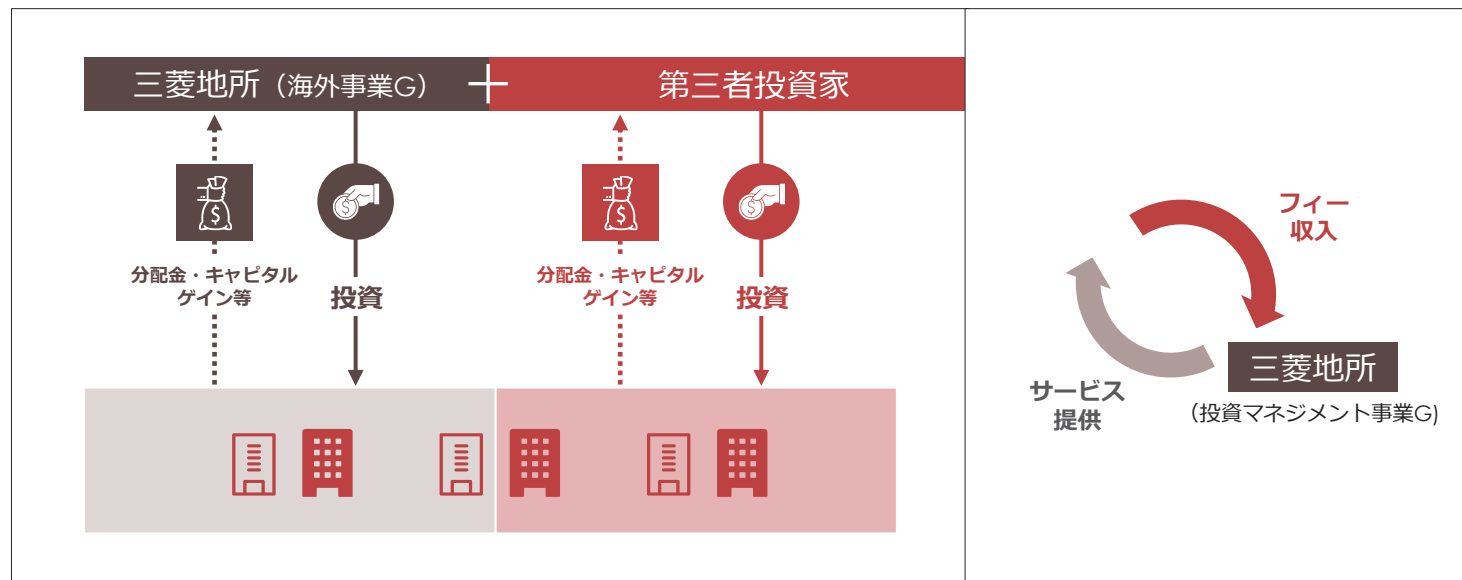 三菱地所（海外事業G）
第三者投資家
分配金・キャピタル
ゲイン等
投資
分配金・キャピタル
ゲイン等
投資
フィー
収入
サービス
提供
三菱地所
（投資マネジメント事業G)